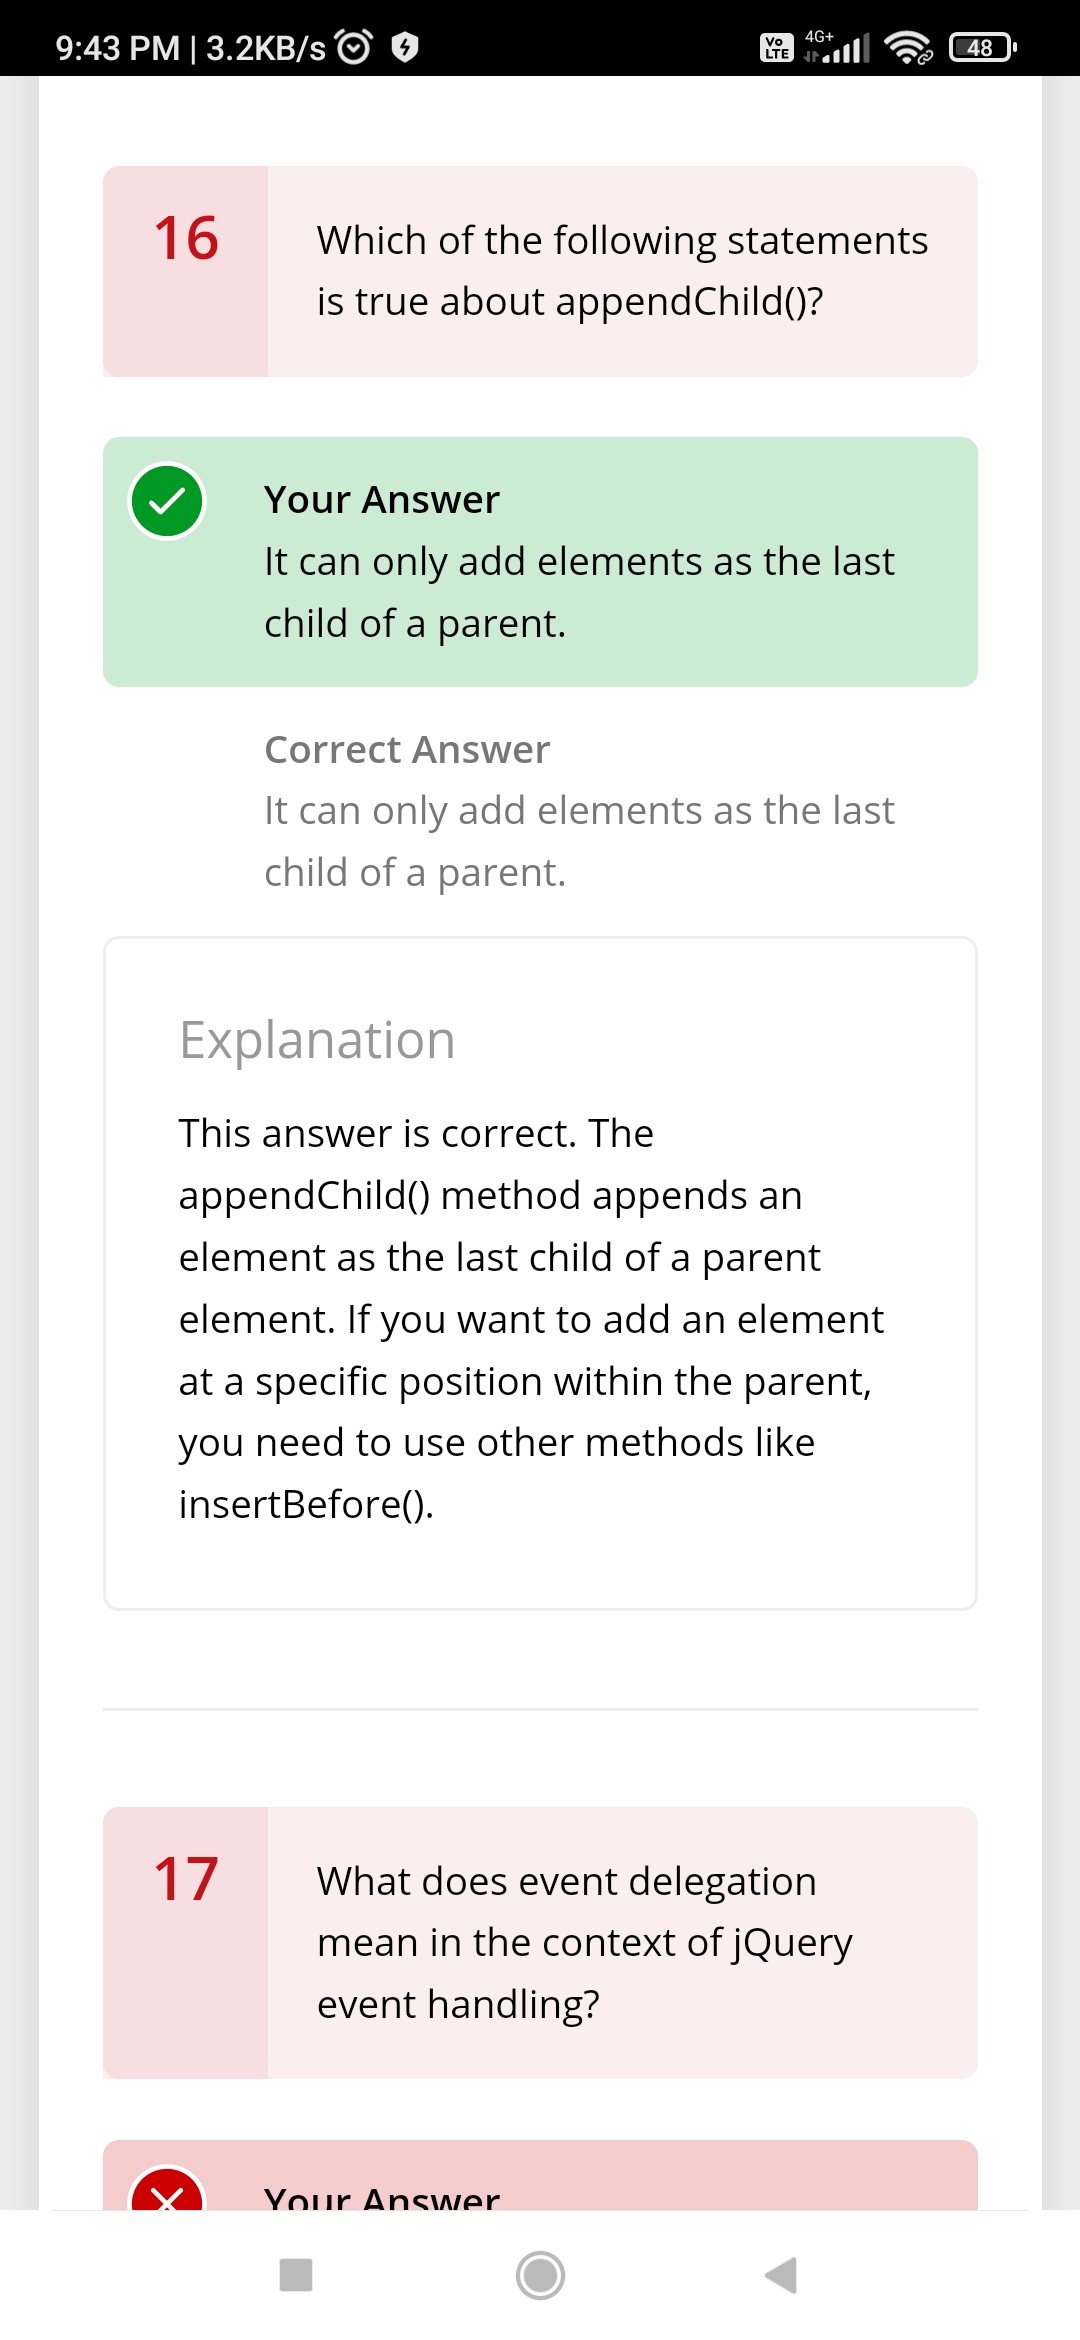 9:43 PM | 3.2KB/s
Vo
LTE
4G+
48
16
Which of the following statements
is true about appendChild()?
Your Answer
It can only add elements as the last
child of a parent.
Correct Answer
It can only add elements as the last
child of a parent.
Explanation
This answer is correct. The
appendChild() method appends an
element as the last child of a parent
element. If you want to add an element
at a specific position within the parent,
you need to use other methods like
insertBefore().
17
What does event delegation
mean in the context of jQuery
event handling?
Your Answer